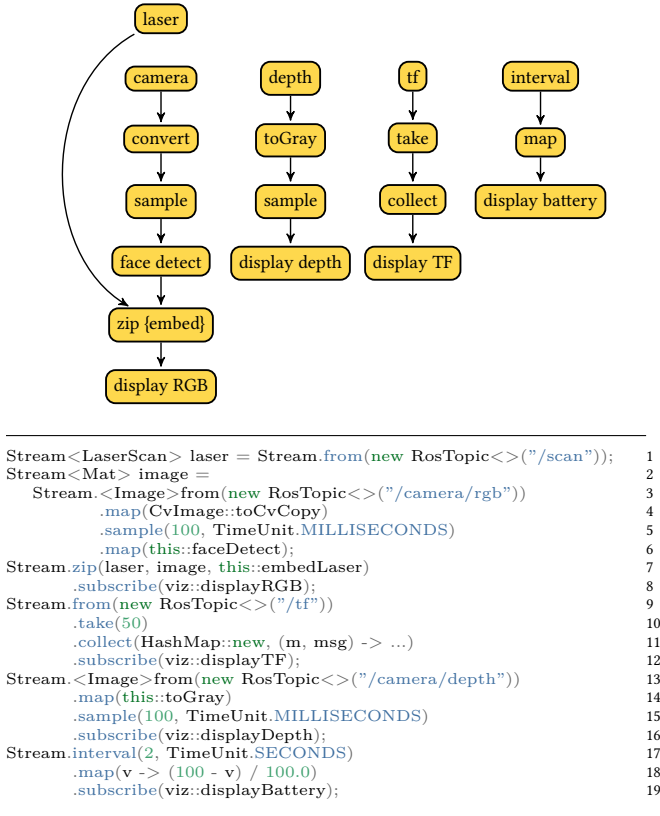 laser
camera
depth
tf
interval
convert
toGray
take
map
sample
sample
collect
display battery
face detect
display depth
display TF
zip {embed}
display RGB
Stream<LaserScan> laser = Stream.from(new RosTopic<>("/scan")); 1
Stream<Mat> image = 2
Stream.<Image>from(new RosTopic<>("/camera/rgb")) 3
.map(CvImage::toCvCopy) 4
.sample(100, TimeUnit.MILLISECONDS) 5
.map(this::faceDetect); 6
Stream.zip(laser, image, this::embedLaser) 7
.subscribe(viz::displayRGB); 8
Stream.from(new RosTopic<>("/tf")) 9
.take(50) 10
.collect(HashMap::new, (m, msg) -> ...) 11
.subscribe(viz::displayTF); 12
Stream.<Image>from(new RosTopic<>("/camera/depth")) 13
.map(this::toGray) 14
.sample(100, TimeUnit.MILLISECONDS) 15
.subscribe(viz::displayDepth); 16
Stream.interval(2, TimeUnit.SECONDS) 17
.map(v -> (100 - v) / 100.0) 18
.subscribe(viz::displayBattery); 19